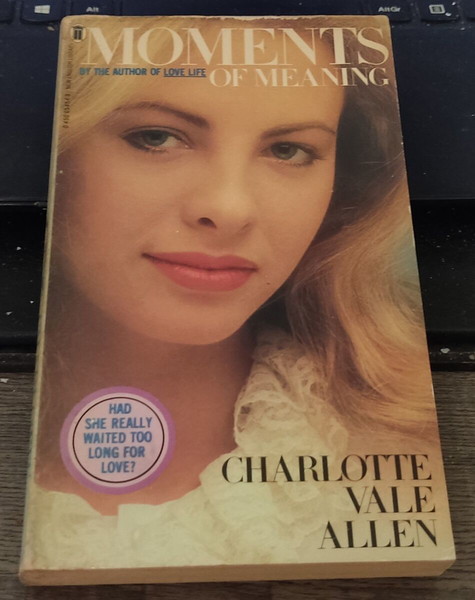 MOMENTS
BY THE AUTHOR OF LOVE LIFE
OF MEANING
HAD
SHE REALLY
WAITED TOO
LONG FOR
LOVE?
CHARLOTTE
VALE
ALLEN
Alt
AltGr